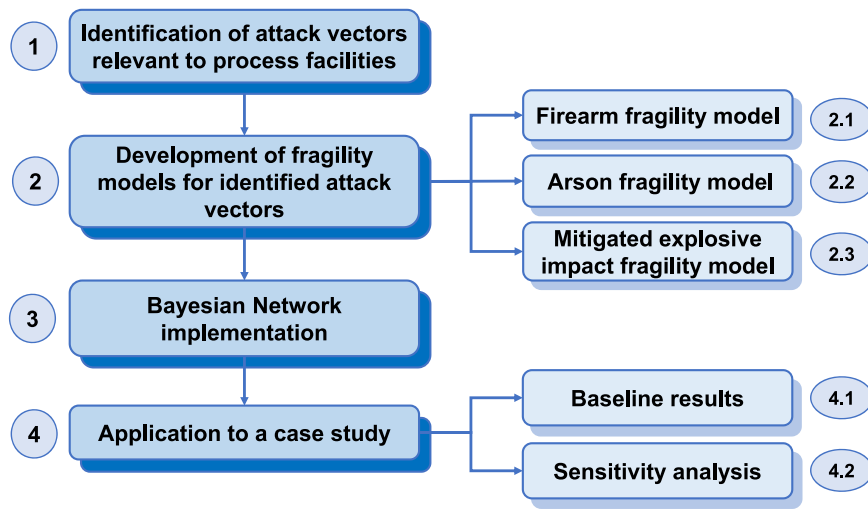 1
Identification of attack vectors
relevant to process facilities
2
Development of fragility
models for identified attack
vectors
Firearm fragility model
2.1
Arson fragility model
2.2
Mitigated explosive
impact fragility model
2.3
3
Bayesian Network
implementation
4
Application to a case study
Baseline results
4.1
Sensitivity analysis
4.2